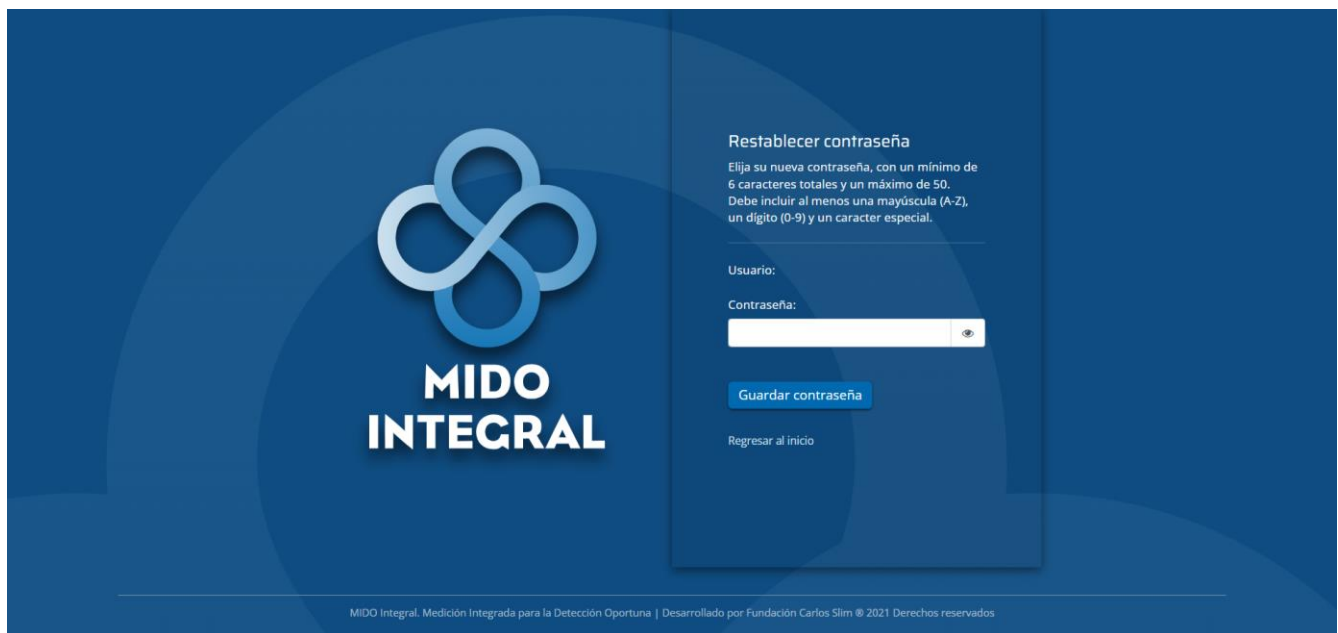 MIDO
INTEGRAL
Restablecer contraseña
Elija su nueva contraseña, con un mínimo de
6 caracteres totales y un máximo de 50.
Debe incluir al menos una mayúscula (A-Z),
un dígito (0-9) y un caracter especial.
Usuario:
Contraseña:
Guardar contraseña
Regresar al inicio
MIDO Integral. Medición Integrada para la Detección Oportuna | Desarrollado por Fundación Carlos Slim ® 2021 Derechos reservados